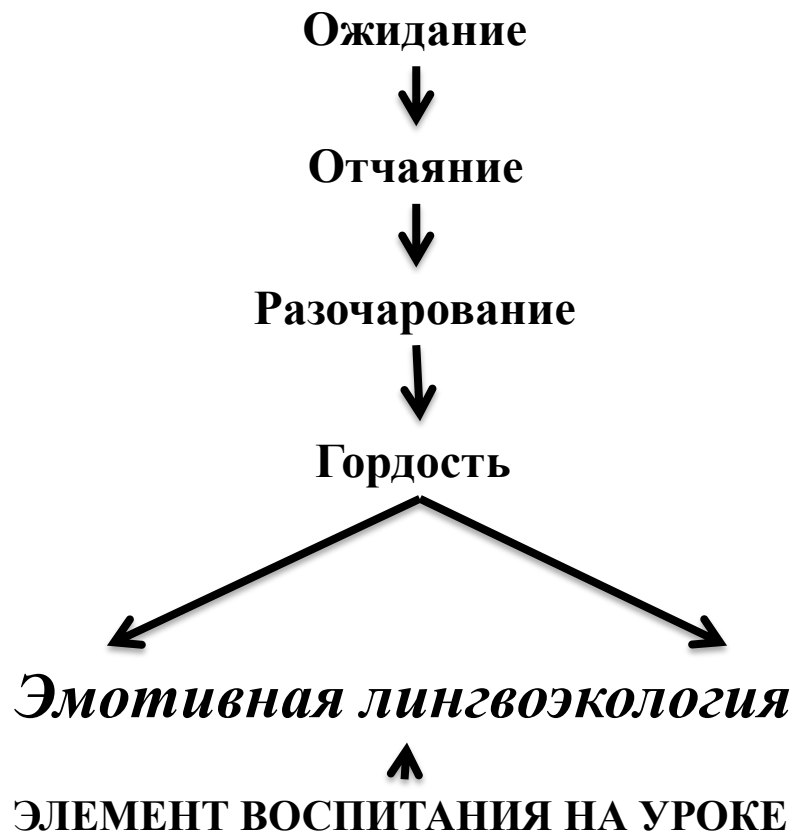 Ожидание
Отчаяние
Разочарование
Гордость
Эмотивная лингвоэкология
ЭЛЕМЕНТ ВОСПИТАНИЯ НА УРОКЕ